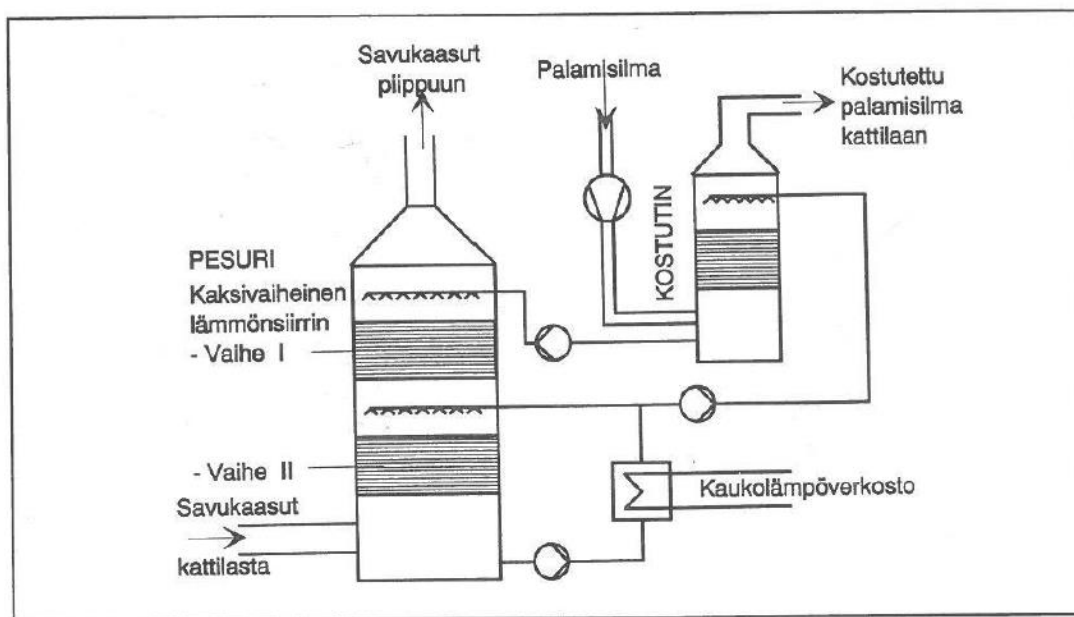 Savukaasut
piippuun
Palamisilma
Kostutettu
palamisilma
kattilaan
KOSTUTIN
PESURI
Kaksivaiheinen
lämmönsiirrin
- Vaihe I
- Vaihe II
Savukaasut
kattilasta
Kaukolämpöverkosto